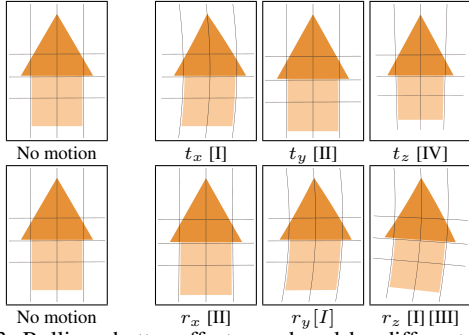 No motion
t_x [I]
t_y [II]
t_z [IV]
No motion
r_x [II]
r_y [I]
r_z [I] [III]